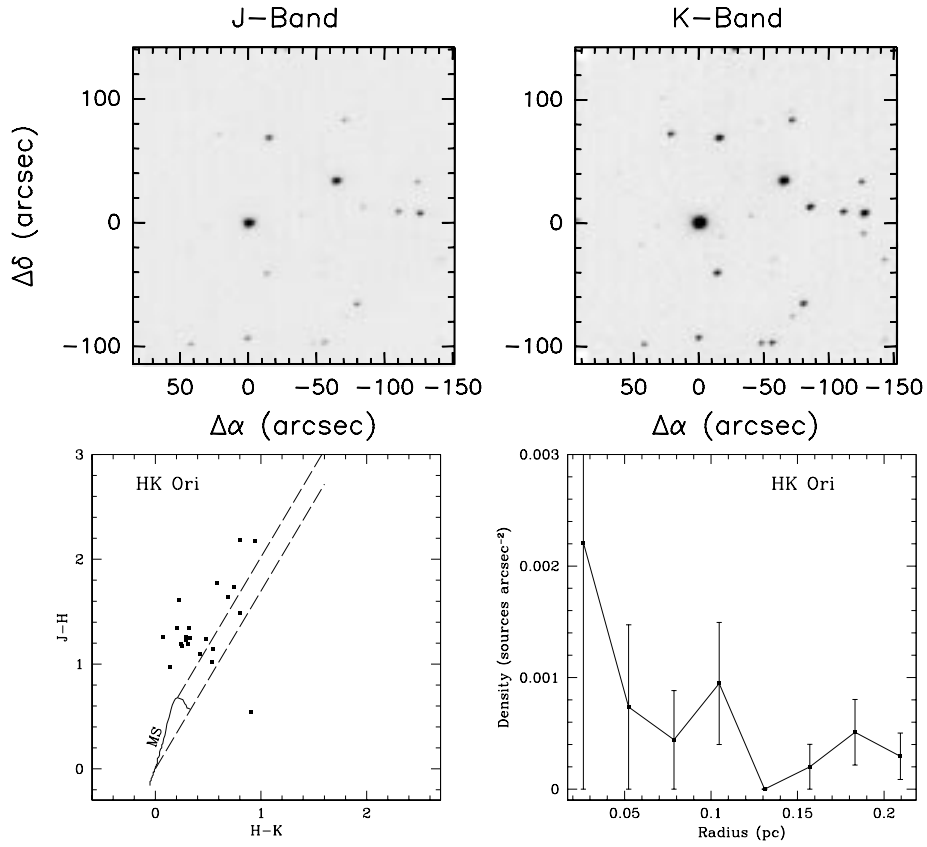 J-Band K-Band
Δδ (arcsec)
100
0
-100
50 0 -50 -100 -150
Δα (arcsec)
100
0
-100
50 0 -50 -100 -150
Δα (arcsec)
HK Ori
3
2
1
0
J-H
MS
0 1 2
H-K
HK Ori
0.003
0.002
0.001
0
Density (sources arcsec⁻²)
0.05 0.1 0.15 0.2
Radius (pc)